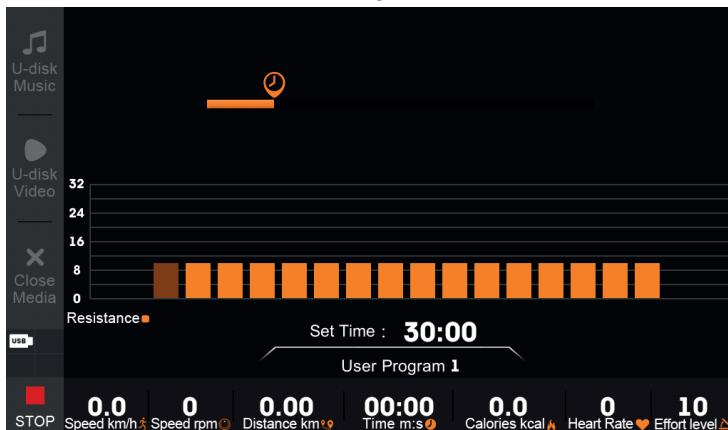 U-disk
Music
U-disk
Video
Close
Media
USB
STOP
32
24
16
8
0
Resistance
Set Time : 30:00
User Program 1
0.0 0 0.00 00:00 0.0 0 10
Speed km/h Speed rpm Distance km Time m:s Calories kcal Heart Rate Effort level